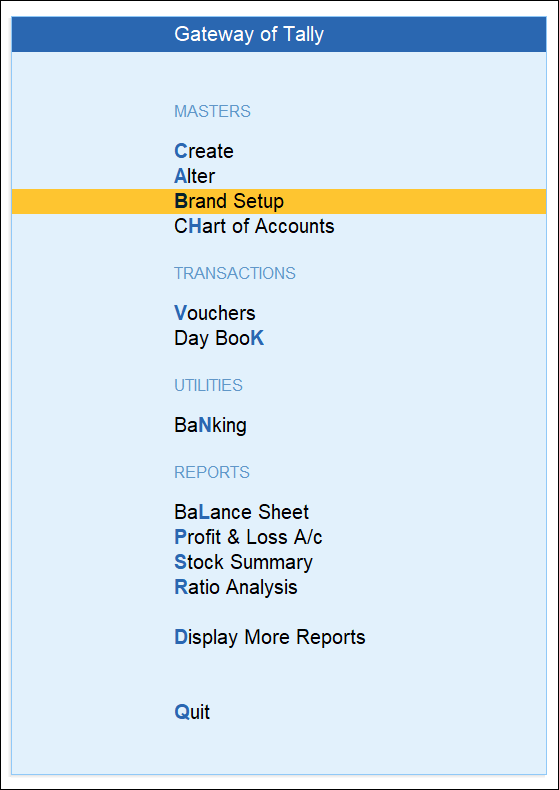 Gateway of Tally
MASTERS
Create
Alter
Brand Setup
CHart of Accounts
TRANSACTIONS
Vouchers
Day BooK
UTILITIES
BaNking
REPORTS
BaLance Sheet
Profit & Loss A/c
Stock Summary
Ratio Analysis
Display More Reports
Quit